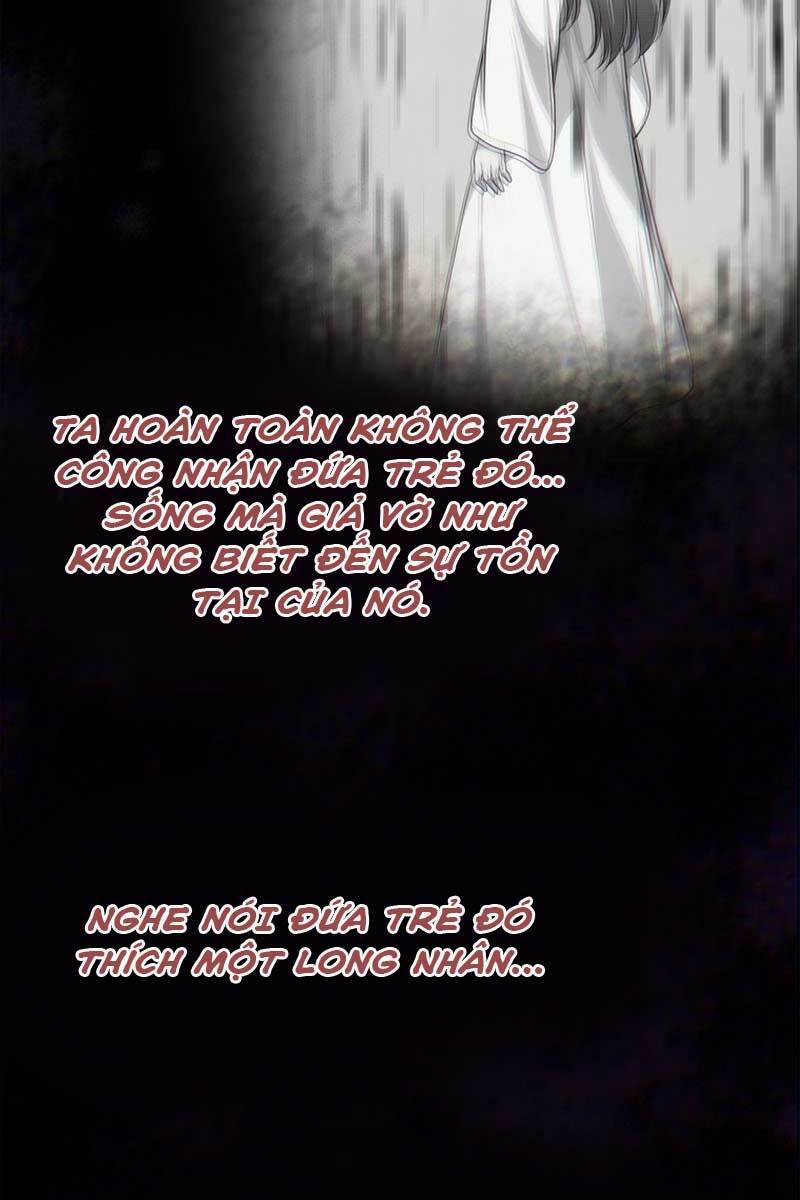 TA HOÀN TOÀN KHÔNG THỂ
CÔNG NHẬN ĐỨA TRẺ ĐÓ...
SỐNG MÀ GIẢ VỜ NHƯ
KHÔNG BIẾT ĐẾN SỰ TỒN
TẠI CỦA NÓ.
NGHE NÓI ĐỨA TRẺ ĐÓ
THÍCH MỘT LONG NHÂN...